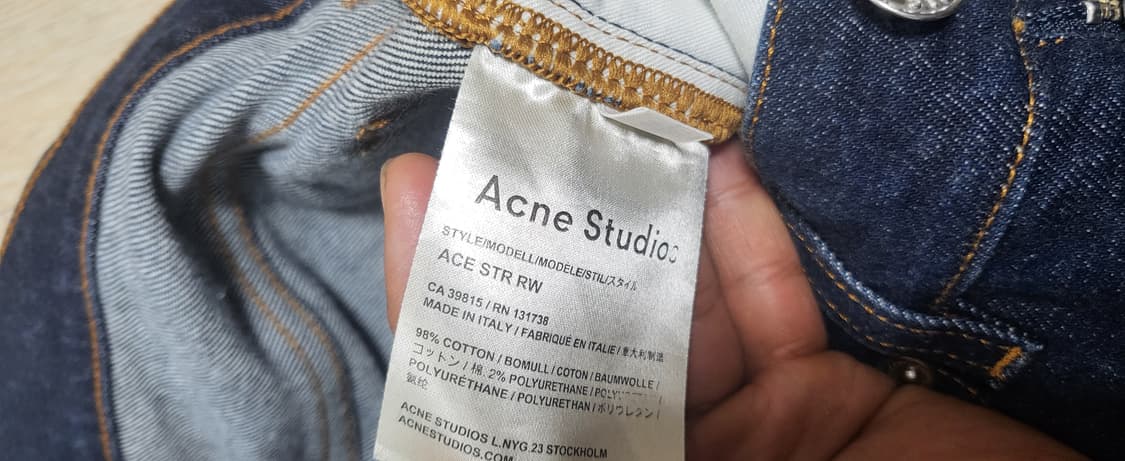 Acne Studios
STYLE/MODELL/MODÈLE/STIL/スタイル
ACE STR RW
CA 39815 / RN 131738
MADE IN ITALY / FABRIQUÉ EN ITALIE / 意大利制造
98% COTTON / BOMULL / COTON / BAUMWOLLE /
コットン / 棉, 2% POLYURETHANE /
POLYURÉTHANE / POLYURETHAN / ポリウレタン /
氨纶
ACNE STUDIOS L.NYG.23 STOCKHOLM
ACNESTUDIOS.COM